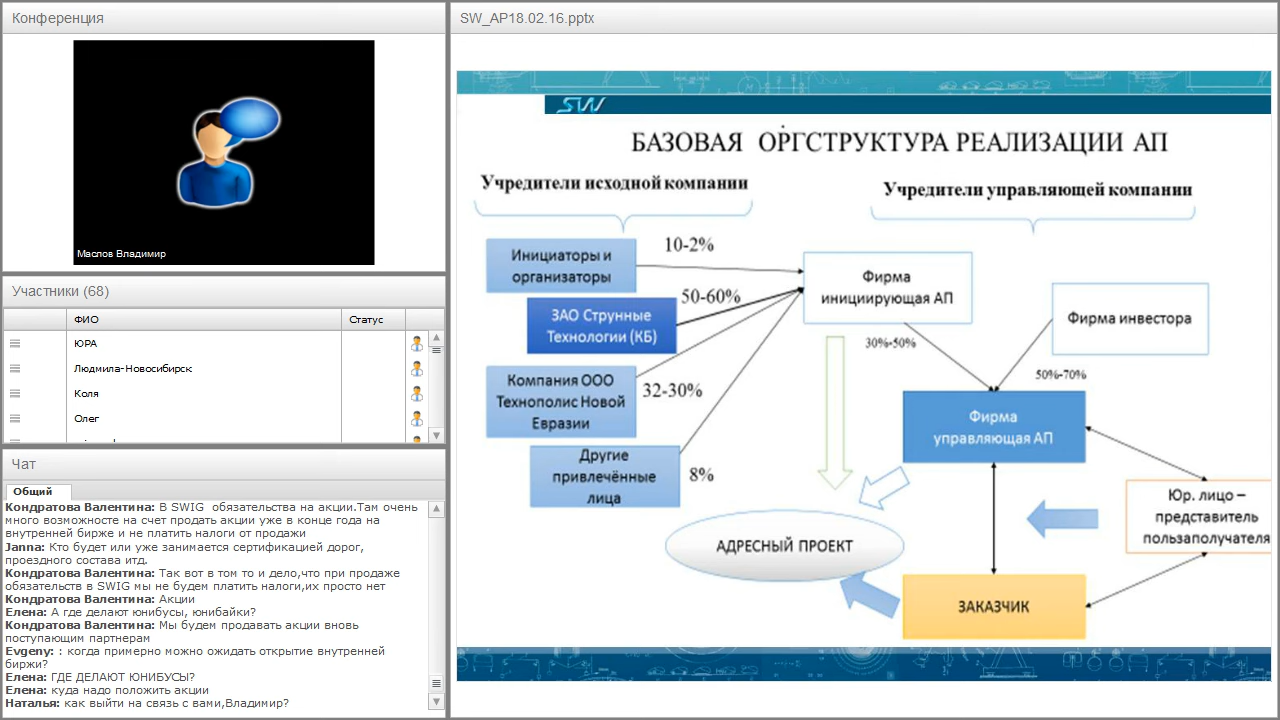 Конференция
Маслов Владимир
Участники (68)
ФИО
Статус
ЮРА
Людмила-Новосибирск
Коля
Олег
Чат
Общий
Кондратова Валентина: В SWIG обязательства на акции.Там очень
много возможносте на счет продать акции уже в конце года на
внутренней бирже и не платить налоги от продажи
Janna: Кто будет или уже занимается сертификацией дорог,
проездного состава итд.
Кондратова Валентина: Так вот в том то и дело,что при продаже
обязательств в SWIG мы не будем платить налоги,их просто нет
Кондратова Валентина: Акции
Елена: А где делают юнибусы, юнибайки?
Кондратова Валентина: Мы будем продавать акции вновь
поступающим партнерам
Evgeny: : когда примерно можно ожидать открытие внутренней
биржи?
Елена: ГДЕ ДЕЛАЮТ ЮНИБУСЫ?
Елена: куда надо положить акции
Наталья: как выйти на связь с вами,Владимир?
SW_AP18.02.16.pptx
SW
БАЗОВАЯ ОРГСТРУКТУРА РЕАЛИЗАЦИИ АП
Учредители исходной компании
Учредители управляющей компании
Инициаторы и
организаторы
10-2%
ЗАО Струнные
Технологии (КБ)
50-60%
Компания ООО
Технополис Новой
Евразии
32-30%
Другие
привлечённые
лица
8%
Фирма
инициирующая АП
Фирма инвестора
30%-50%
50%-70%
Фирма
управляющая АП
АДРЕСНЫЙ ПРОЕКТ
Юр. лицо –
представитель
пользаполучателя
ЗАКАЗЧИК